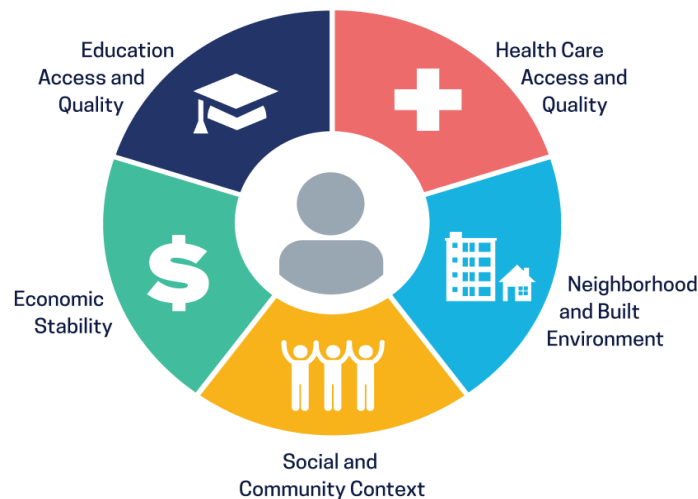 Education
Access and
Quality
Health Care
Access and
Quality
Economic
Stability
Neighborhood
and Built
Environment
Social and
Community Context